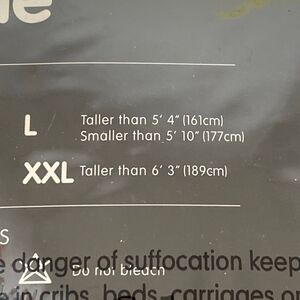 L
Taller than 5' 4" (161cm)
Smaller than 5' 10" (177cm)
XXL Taller than 6' 3" (189cm)
S
danger of suffocation keep
Do not bleach
in cribs, beds, carriages or